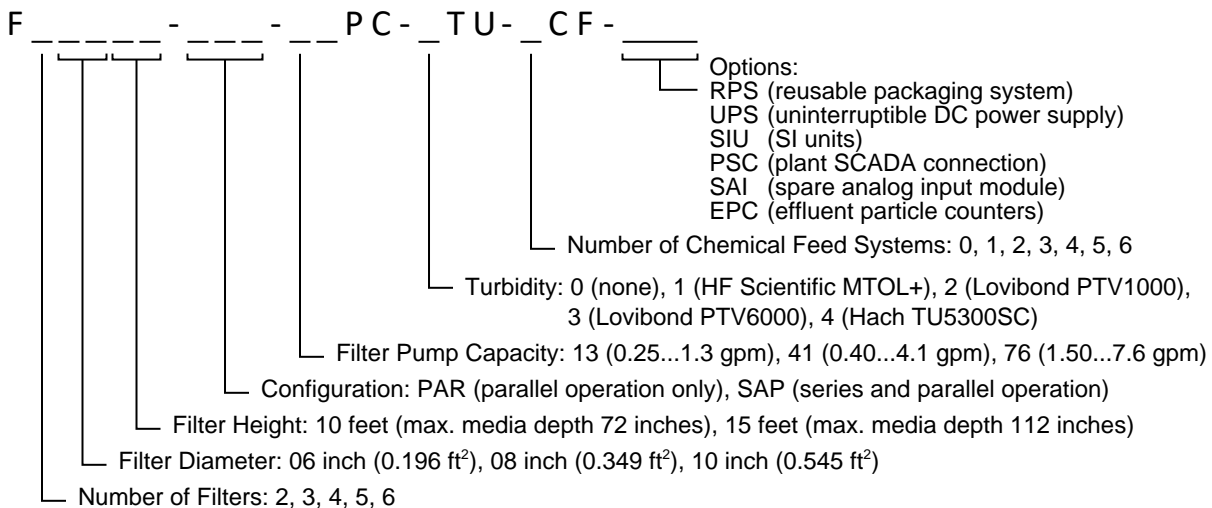 F_ _ _ _ _ - _ _ _ - _ _ PC- _TU- _CF- _ _ _
Options:
RPS (reusable packaging system)
UPS (uninterruptible DC power supply)
SIU (SI units)
PSC (plant SCADA connection)
SAI (spare analog input module)
EPC (effluent particle counters)
Number of Chemical Feed Systems: 0, 1, 2, 3, 4, 5, 6
Turbidity: 0 (none), 1 (HF Scientific MTOL+), 2 (Lovibond PTV1000),
3 (Lovibond PTV6000), 4 (Hach TU5300SC)
Filter Pump Capacity: 13 (0.25...1.3 gpm), 41 (0.40...4.1 gpm), 76 (1.50...7.6 gpm)
Configuration: PAR (parallel operation only), SAP (series and parallel operation)
Filter Height: 10 feet (max. media depth 72 inches), 15 feet (max. media depth 112 inches)
Filter Diameter: 06 inch (0.196 ft²), 08 inch (0.349 ft²), 10 inch (0.545 ft²)
Number of Filters: 2, 3, 4, 5, 6